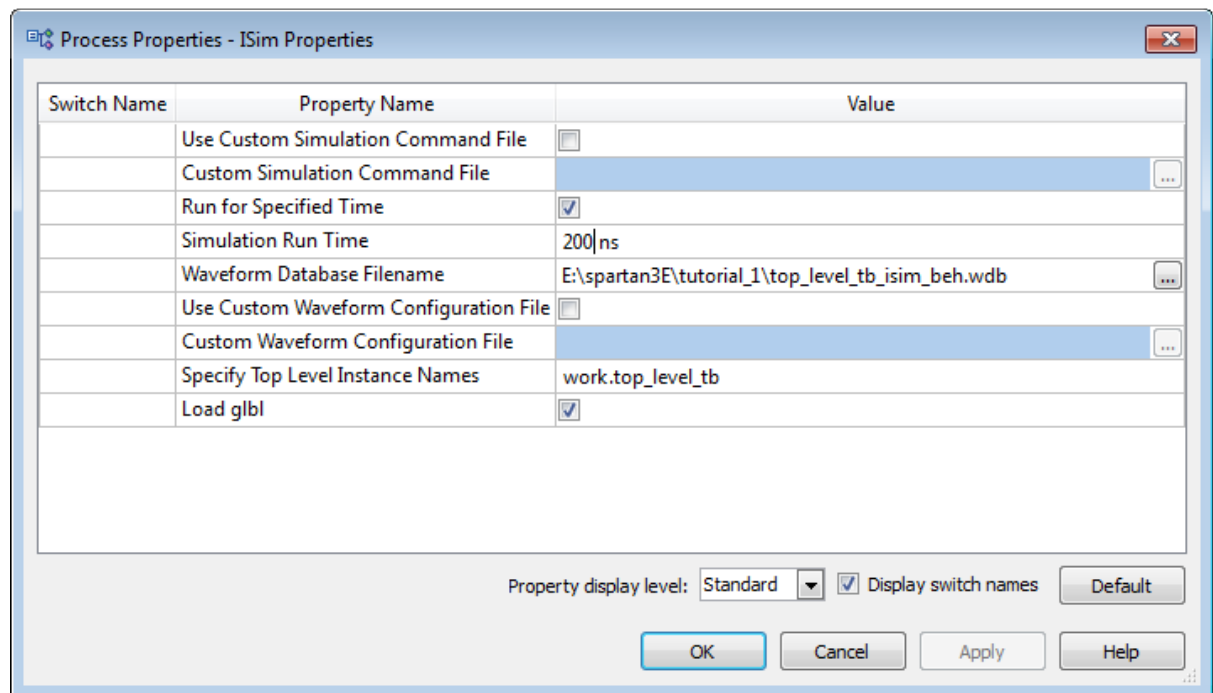 Process Properties - ISim Properties
Switch Name Property Name Value
Use Custom Simulation Command File
Custom Simulation Command File ...
Run for Specified Time
Simulation Run Time 200 ns
Waveform Database Filename E:\spartan3E\tutorial_1\top_level_tb_isim_beh.wdb ...
Use Custom Waveform Configuration File
Custom Waveform Configuration File ...
Specify Top Level Instance Names work.top_level_tb
Load glbl
Property display level: Standard Display switch names Default
OK Cancel Apply Help